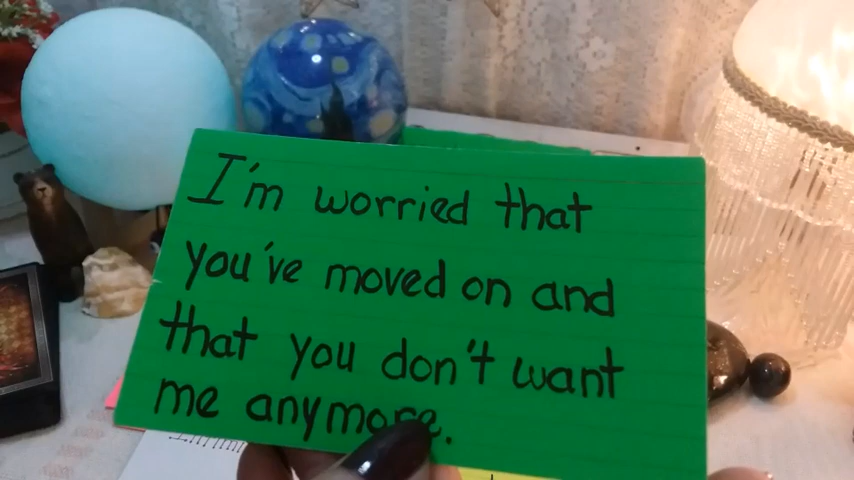 I'm worried that
you've moved on and
that you don't want
me anymore.